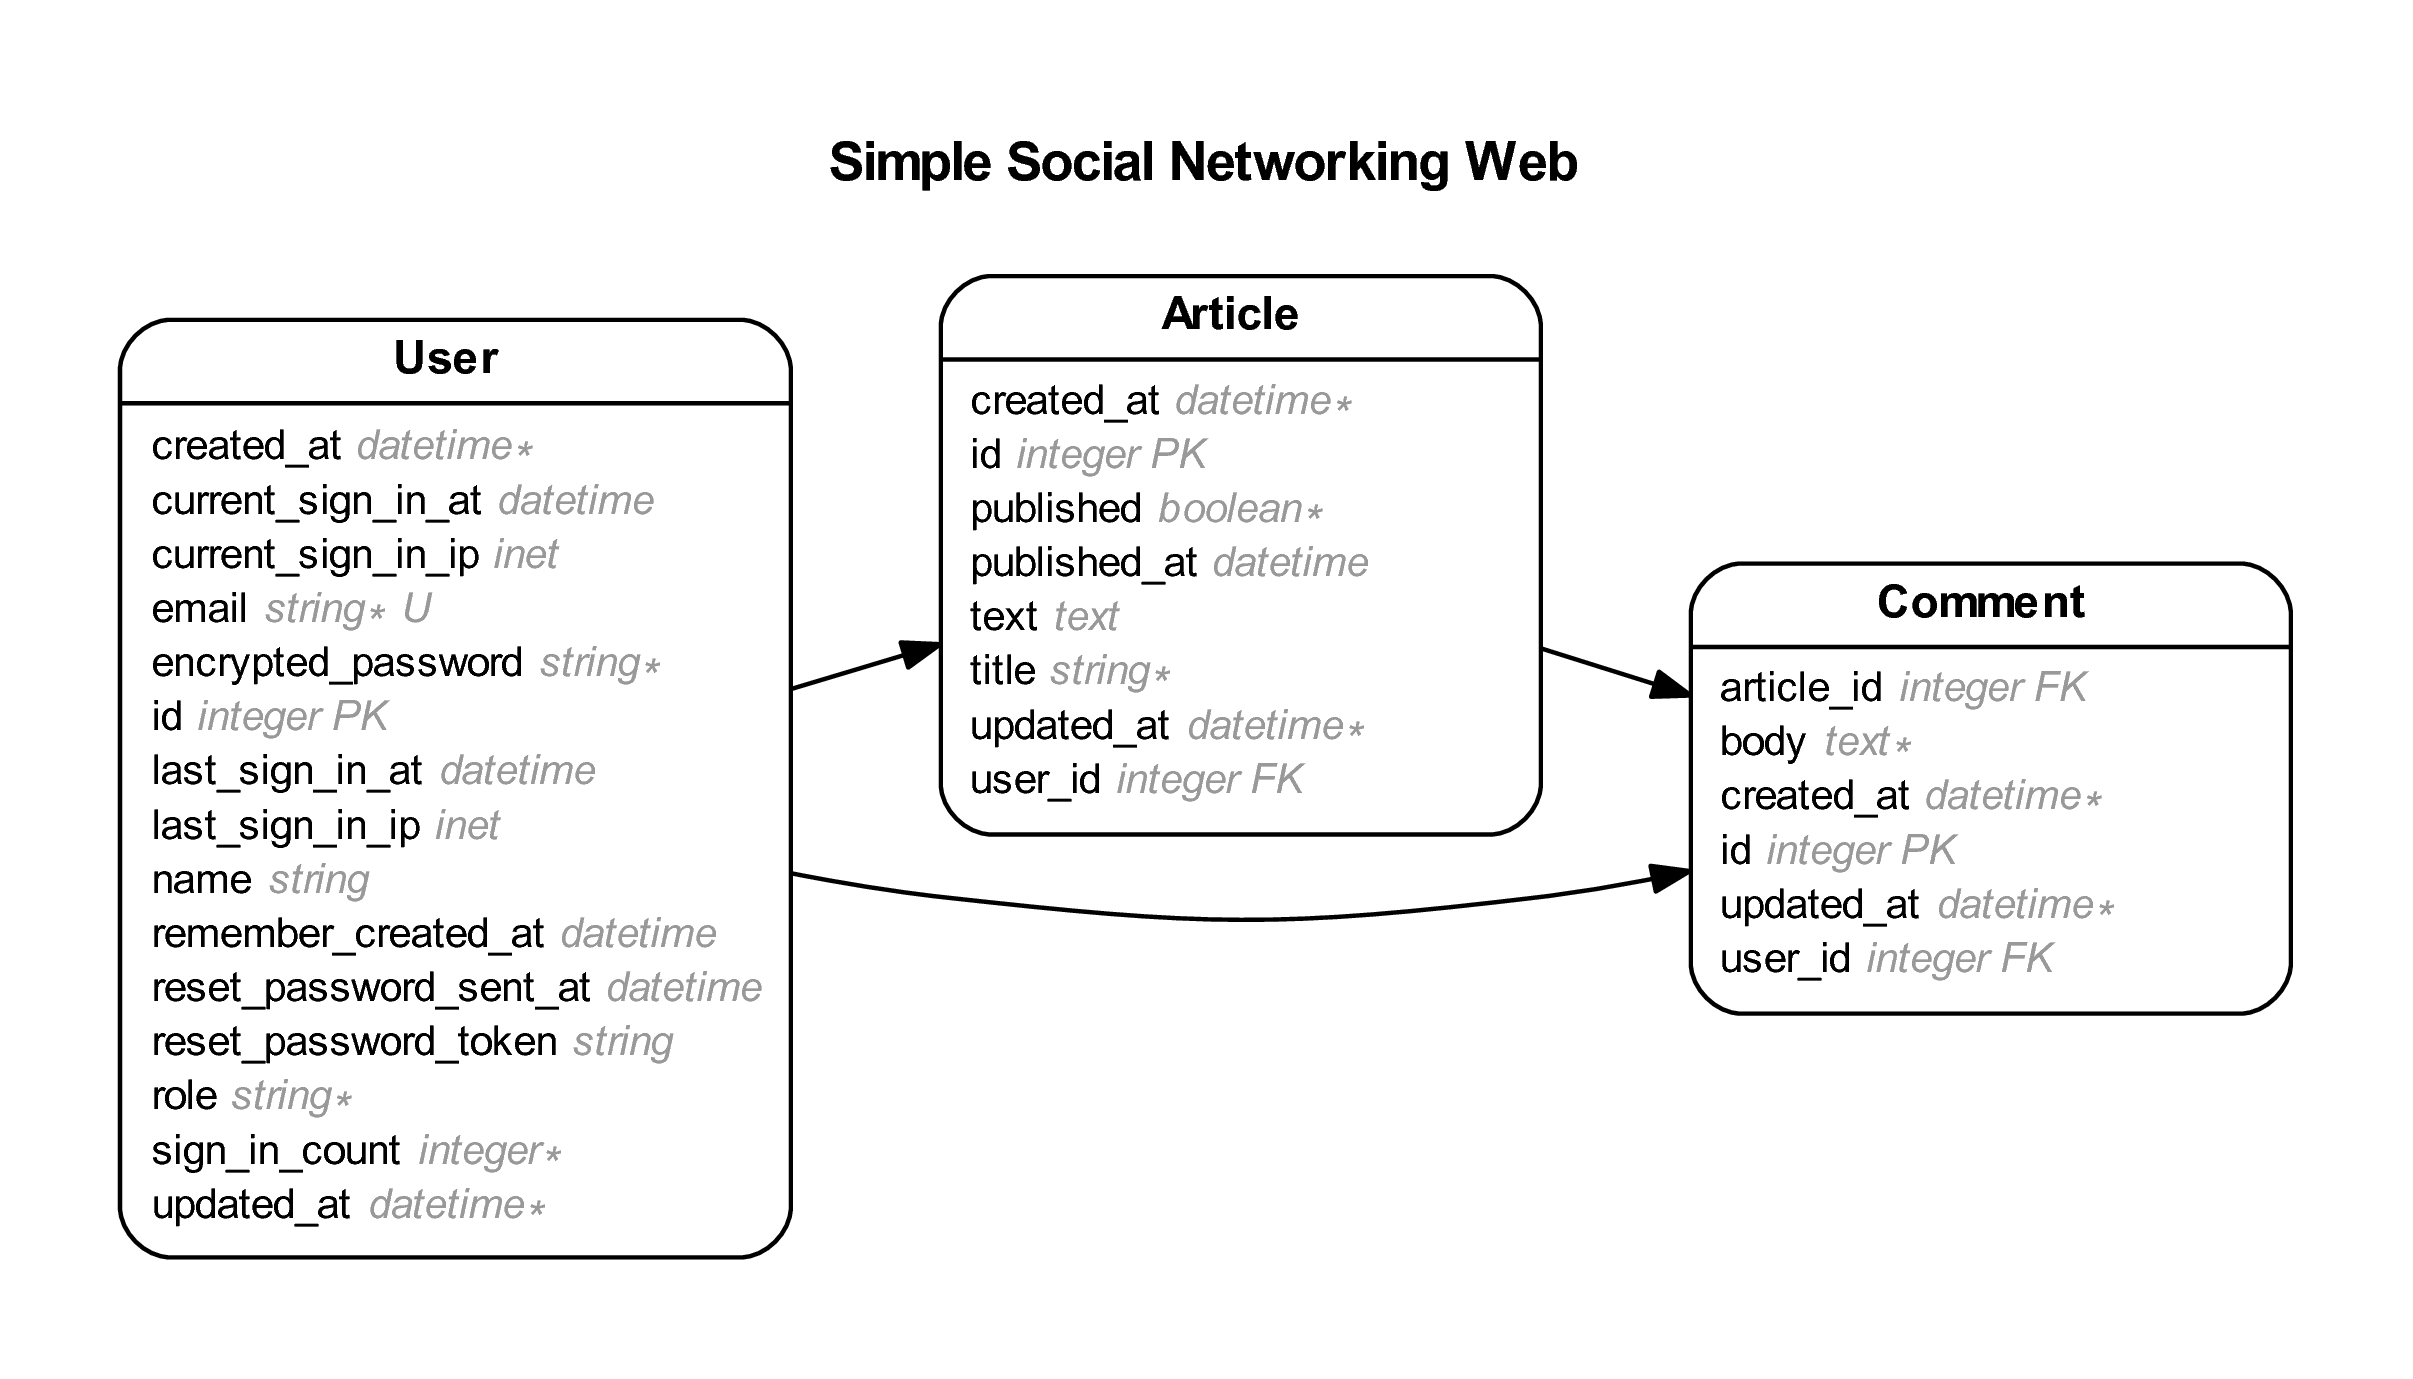 Simple Social Networking Web
User
created_at datetime∗
current_sign_in_at datetime
current_sign_in_ip inet
email string∗ U
encrypted_password string∗
id integer PK
last_sign_in_at datetime
last_sign_in_ip inet
name string
remember_created_at datetime
reset_password_sent_at datetime
reset_password_token string
role string∗
sign_in_count integer∗
updated_at datetime∗
Article
created_at datetime∗
id integer PK
published boolean∗
published_at datetime
text text
title string∗
updated_at datetime∗
user_id integer FK
Comment
article_id integer FK
body text∗
created_at datetime∗
id integer PK
updated_at datetime∗
user_id integer FK